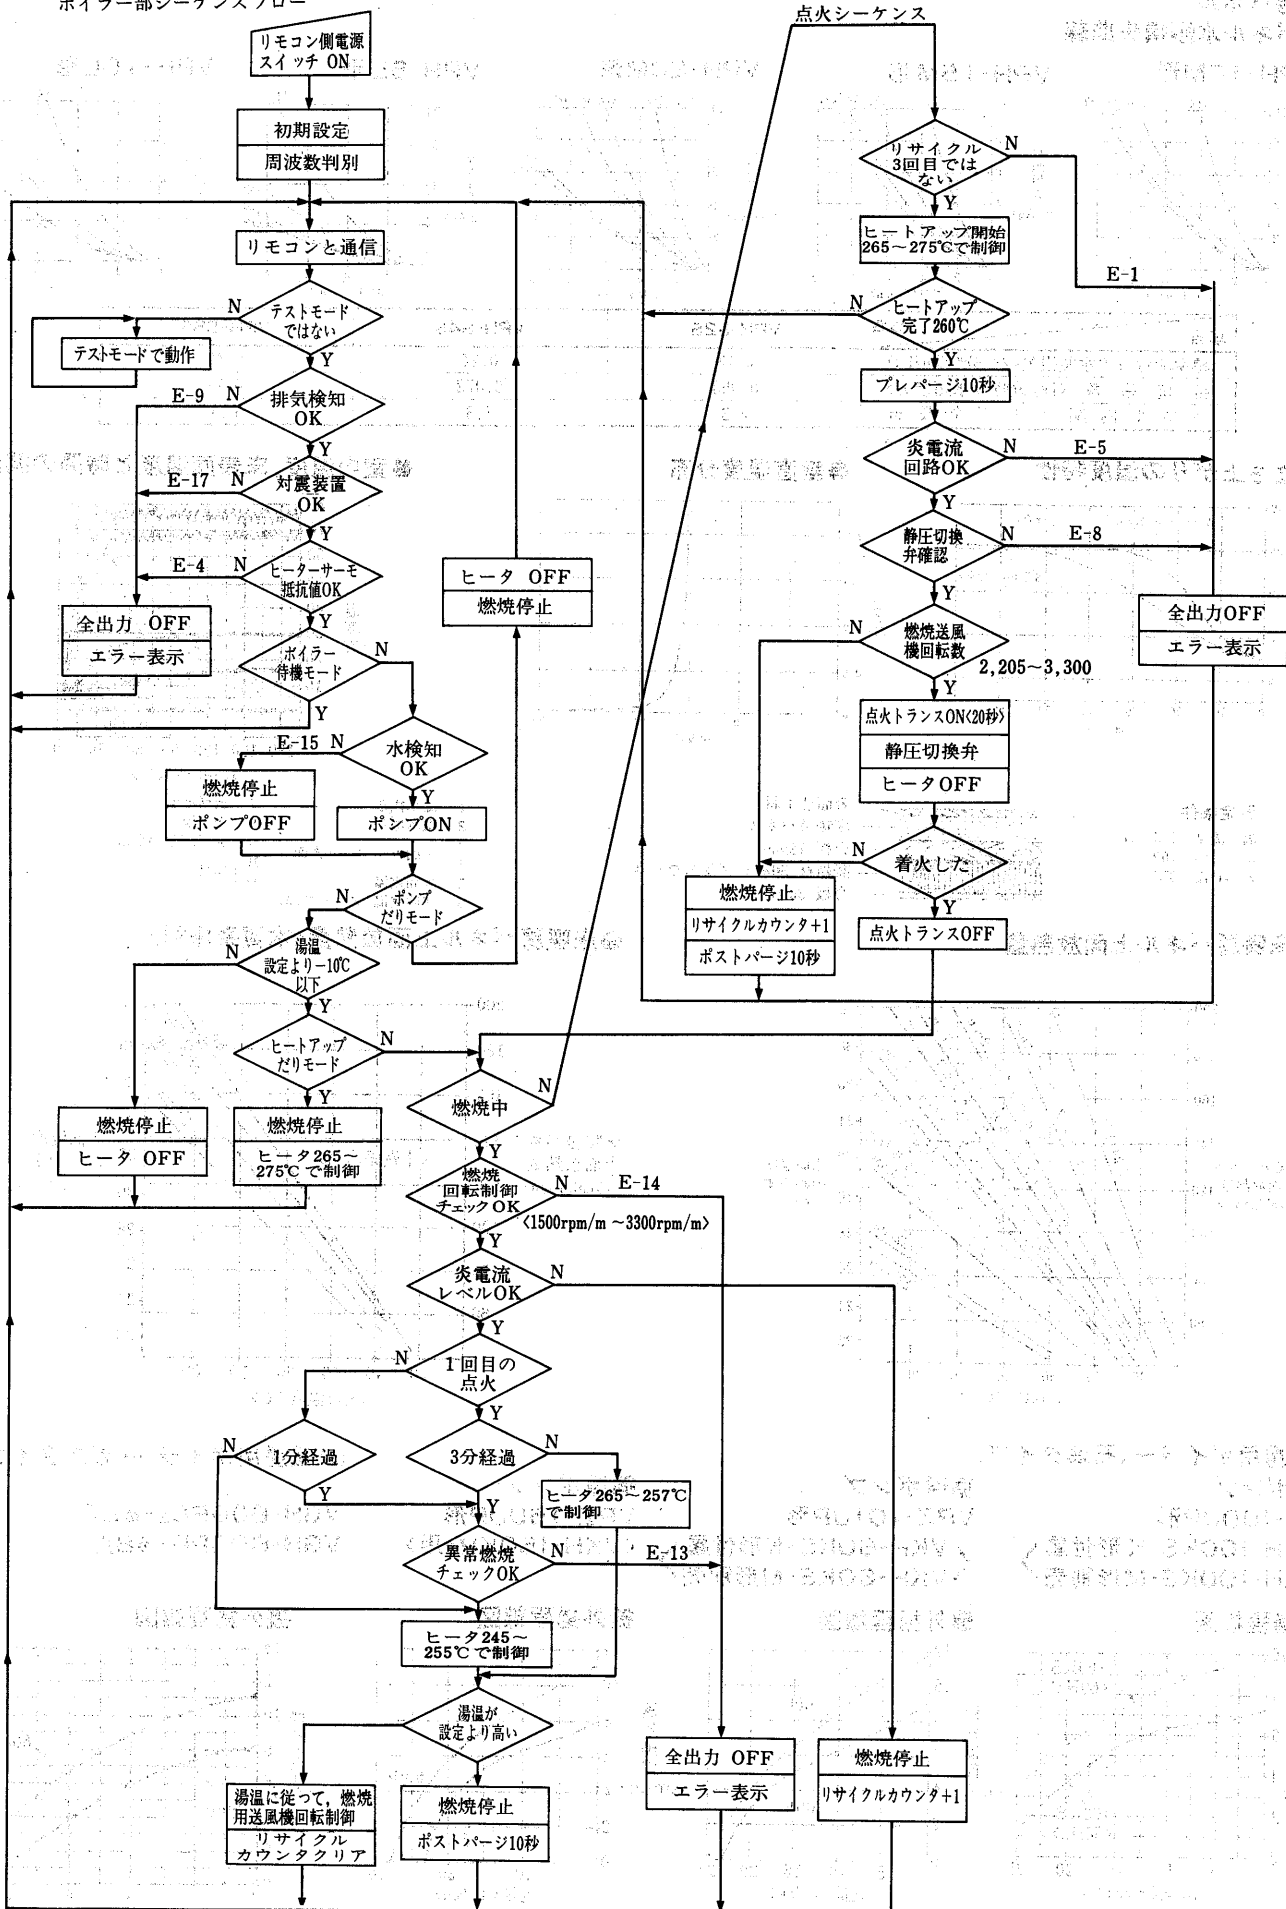 ボイラー部シーケンスフロー
リモコン側電源
スイッチ ON
初期設定
周波数判別
リモコンと通信
テストモード
ではない
N
Y
テストモードで動作
排気検知
OK
E-9
N
Y
対震装置
OK
E-17
N
Y
ヒーターサーモ
抵抗値OK
E-4
N
Y
全出力 OFF
エラー表示
ボイラー
待機モード
N
Y
水検知
OK
E-15
N
Y
燃焼停止
ポンプOFF
ポンプON
ポンプ
だりモード
N
ヒータ OFF
燃焼停止
湯温
設定より−10℃
以下
N
Y
ヒートアップ
だりモード
N
Y
燃焼停止
ヒータ OFF
燃焼停止
ヒータ265〜
275℃で制御
燃焼中
N
Y
燃焼
回転制御
チェックOK
N
E-14
<1500rpm/m 〜3300rpm/m>
Y
炎電流
レベルOK
N
Y
1回目の
点火
N
Y
1分経過
N
Y
3分経過
N
Y
ヒータ265〜257℃
で制御
異常燃焼
チェックOK
N
E-13
ヒータ245〜
255℃で制御
湯温が
設定より高い
湯温に従って，燃焼
用送風機回転制御
リサイクル
カウンタクリア
燃焼停止
ポストパージ10秒
全出力 OFF
エラー表示
燃焼停止
リサイクルカウンタ+1
点火シーケンス
リサイクル
3回目では
ない
N
Y
E-1
ヒートアップ開始
265〜275℃で制御
ヒートアップ
完了260℃
N
Y
プレパージ10秒
炎電流
回路OK
N
E-5
Y
静圧切換
弁確認
N
E-8
Y
全出力OFF
エラー表示
燃焼送風
機回転数
N
2,205〜3,300
Y
点火トランスON<20秒>
静圧切換弁
ヒータOFF
着火した
N
Y
燃焼停止
リサイクルカウンタ+1
ポストパージ10秒
点火トランスOFF